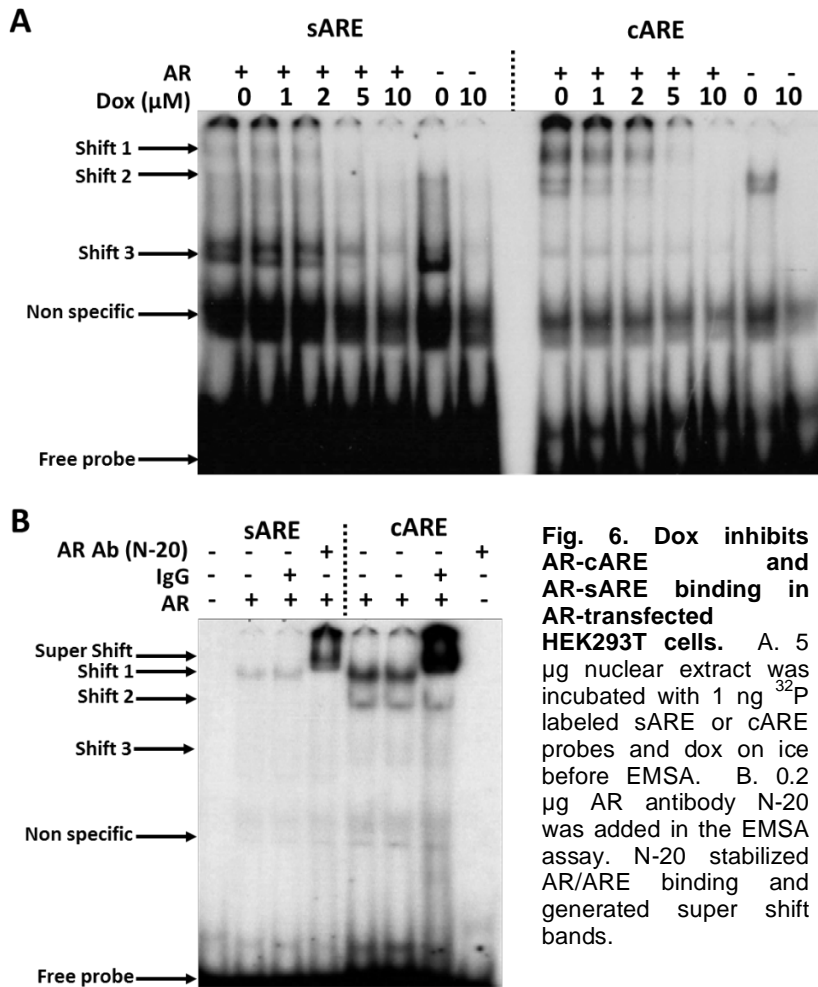 A
sARE
cARE
AR + + + + + - - + + + + + - -
Dox (μM) 0 1 2 5 10 0 10 0 1 2 5 10 0 10
Shift 1
Shift 2
Shift 3
Non specific
Free probe
B
sARE
cARE
AR Ab (N-20) - - - + - - + +
IgG - - + - - + - -
AR - + + + + + + -
Super Shift
Shift 1
Shift 2
Shift 3
Non specific
Free probe
Fig. 6. Dox inhibits
AR-cARE and
AR-sARE binding in
AR-transfected
HEK293T cells. A. 5
μg nuclear extract was
incubated with 1 ng ³²P
labeled sARE or cARE
probes and dox on ice
before EMSA. B. 0.2
μg AR antibody N-20
was added in the EMSA
assay. N-20 stabilized
AR/ARE binding and
generated super shift
bands.